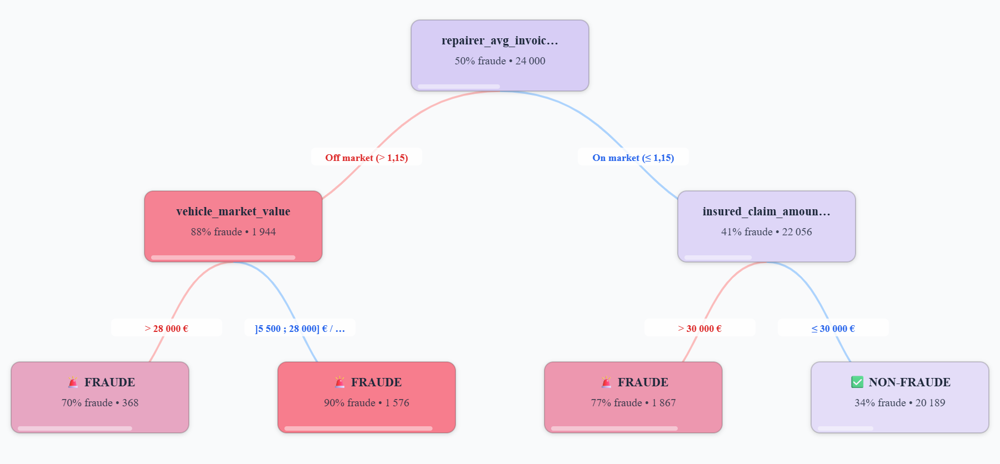 repairer_avg_invoic...
50% fraude • 24 000
Off market (> 1,15)
On market (≤ 1,15)
vehicle_market_value
88% fraude • 1 944
insured_claim_amoun...
41% fraude • 22 056
> 28 000 €
]5 500 ; 28 000] € / ...
> 30 000 €
≤ 30 000 €
FRAUDE
70% fraude • 368
FRAUDE
90% fraude • 1 576
FRAUDE
77% fraude • 1 867
NON-FRAUDE
34% fraude • 20 189